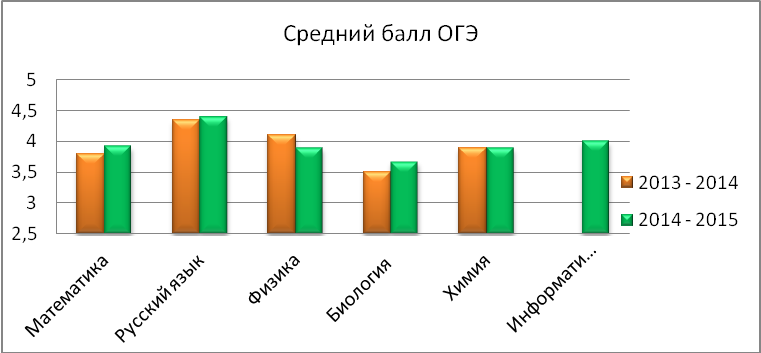 Средний балл ОГЭ
5
4,5
4
3,5
3
2,5
Математика
Русский язык
Физика
Биология
Химия
Информати...
2013 - 2014
2014 - 2015